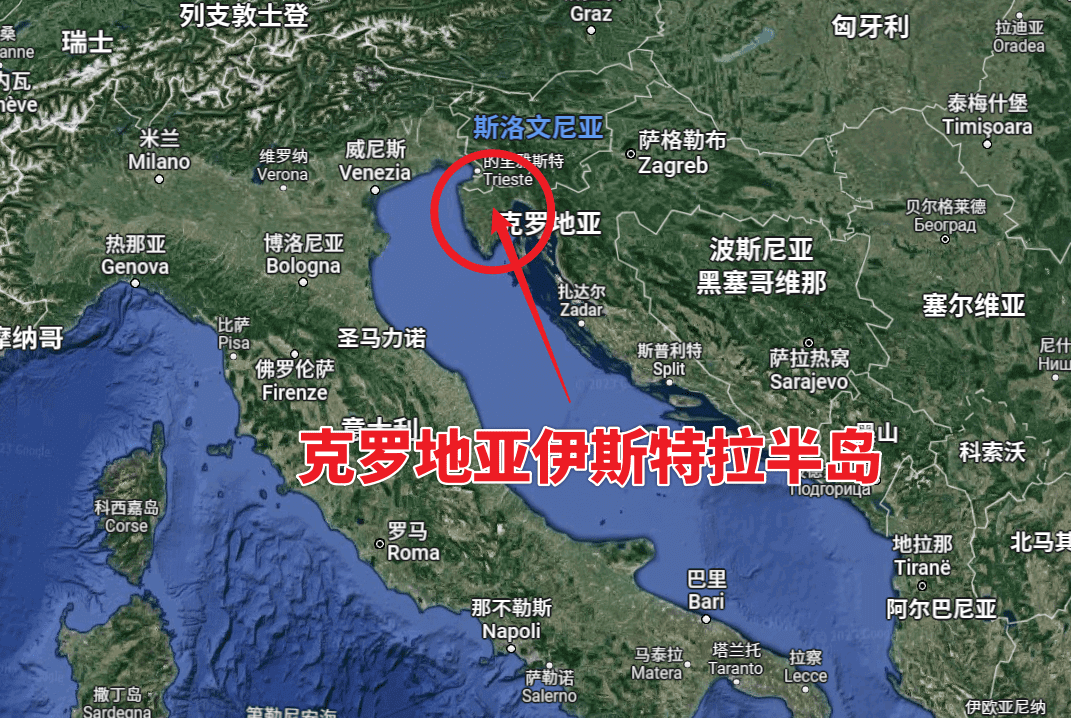 列支敦士登
Graz
匈牙利
拉迪亚
Oradea
桑
anne
瑞士
内瓦
nève
泰梅什堡
Timișoara
斯洛文尼亚
萨格勒布
Zagreb
米兰
Milano
维罗纳
Verona
威尼斯
Venezia
的里雅斯特
Trieste
克罗地亚
贝尔格莱德
Београд
热那亚
Genova
博洛尼亚
Bologna
波斯尼亚
黑塞哥维那
塞尔维亚
扎达尔
Zadar
摩纳哥
比萨
Pisa
圣马力诺
佛罗伦萨
Firenze
斯普利特
Split
萨拉热窝
Sarajevo
尼什
Ниш
意大利
黑山
克罗地亚伊斯特拉半岛
科索沃
Подгорица
科西嘉岛
Corse
罗马
Roma
地拉那
Tiranë
北马其
巴里
Bari
阿尔巴尼亚
那不勒斯
Napoli
马泰拉
Matera
塔兰托
Taranto
拉察
Lecce
萨勒诺
Salerno
撒丁岛
Sardegna
第勒尼安海
伊欧亚尼纳